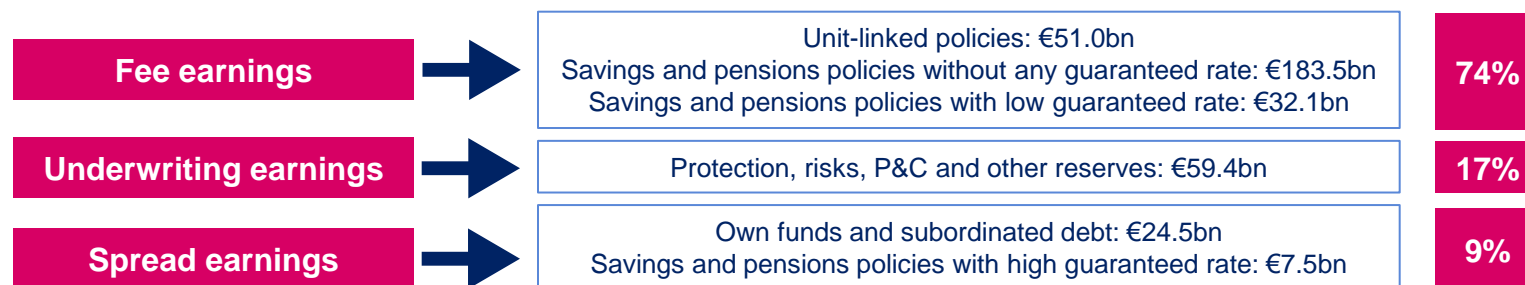 Fee earnings
Unit-linked policies: €51.0bn
Savings and pensions policies without any guaranteed rate: €183.5bn
Savings and pensions policies with low guaranteed rate: €32.1bn
74%
Underwriting earnings
Protection, risks, P&C and other reserves: €59.4bn
17%
Spread earnings
Own funds and subordinated debt: €24.5bn
Savings and pensions policies with high guaranteed rate: €7.5bn
9%